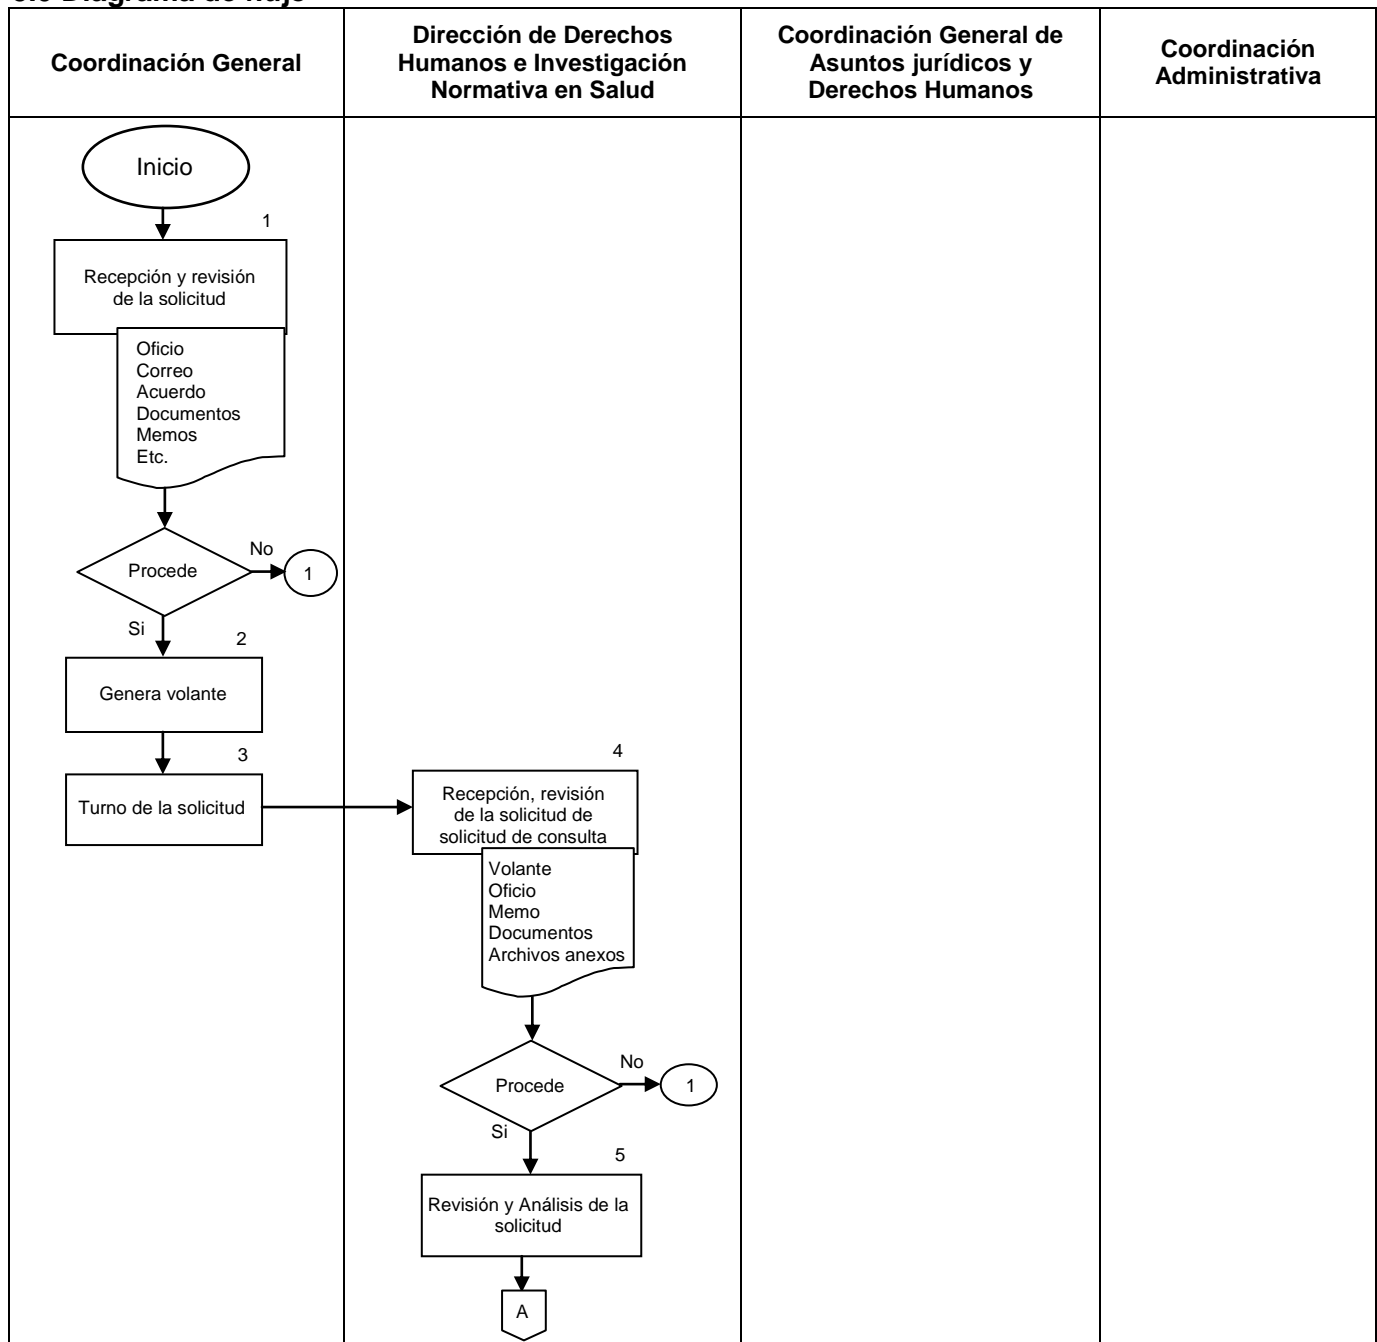 Coordinación General
Dirección de Derechos
Humanos e Investigación
Normativa en Salud
Coordinación General de
Asuntos jurídicos y
Derechos Humanos
Coordinación
Administrativa
Inicio
1
Recepción y revisión
de la solicitud
Oficio
Correo
Acuerdo
Documentos
Memos
Etc.
Procede
No
1
Si
2
Genera volante
3
Turno de la solicitud
4
Recepción, revisión
de la solicitud de
solicitud de consulta
Volante
Oficio
Memo
Documentos
Archivos anexos
Procede
No
1
Si
5
Revisión y Análisis de la
solicitud
A